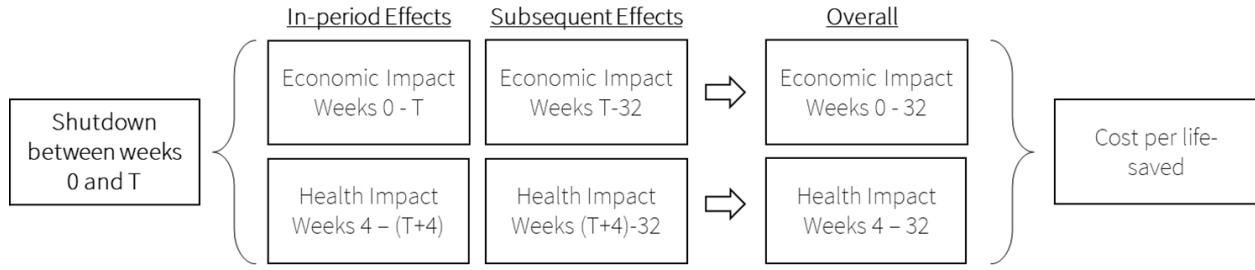 In-period Effects
Subsequent Effects
Overall
Shutdown
between weeks
0 and T
Economic Impact
Weeks 0 - T
Economic Impact
Weeks T-32
Economic Impact
Weeks 0 - 32
Health Impact
Weeks 4 – (T+4)
Health Impact
Weeks (T+4)-32
Health Impact
Weeks 4 – 32
Cost per life-
saved